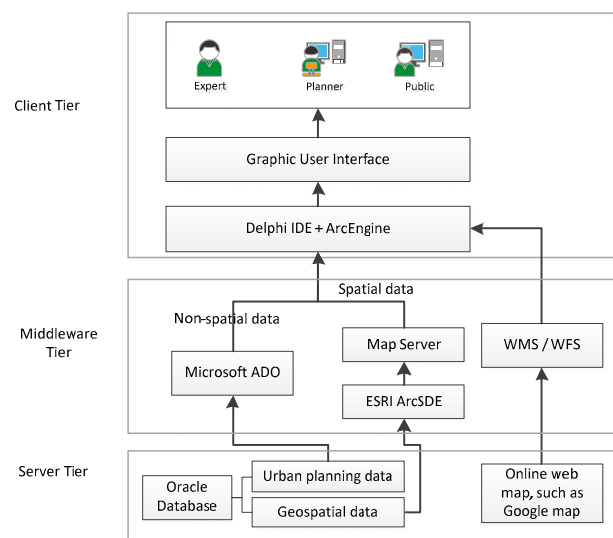 Client Tier
Expert
Planner
Public
Graphic User Interface
Delphi IDE + ArcEngine
Middleware
Tier
Spatial data
Non-spatial data
Microsoft ADO
Map Server
ESRI ArcSDE
WMS / WFS
Server Tier
Oracle
Database
Urban planning data
Geospatial data
Online web
map, such as
Google map